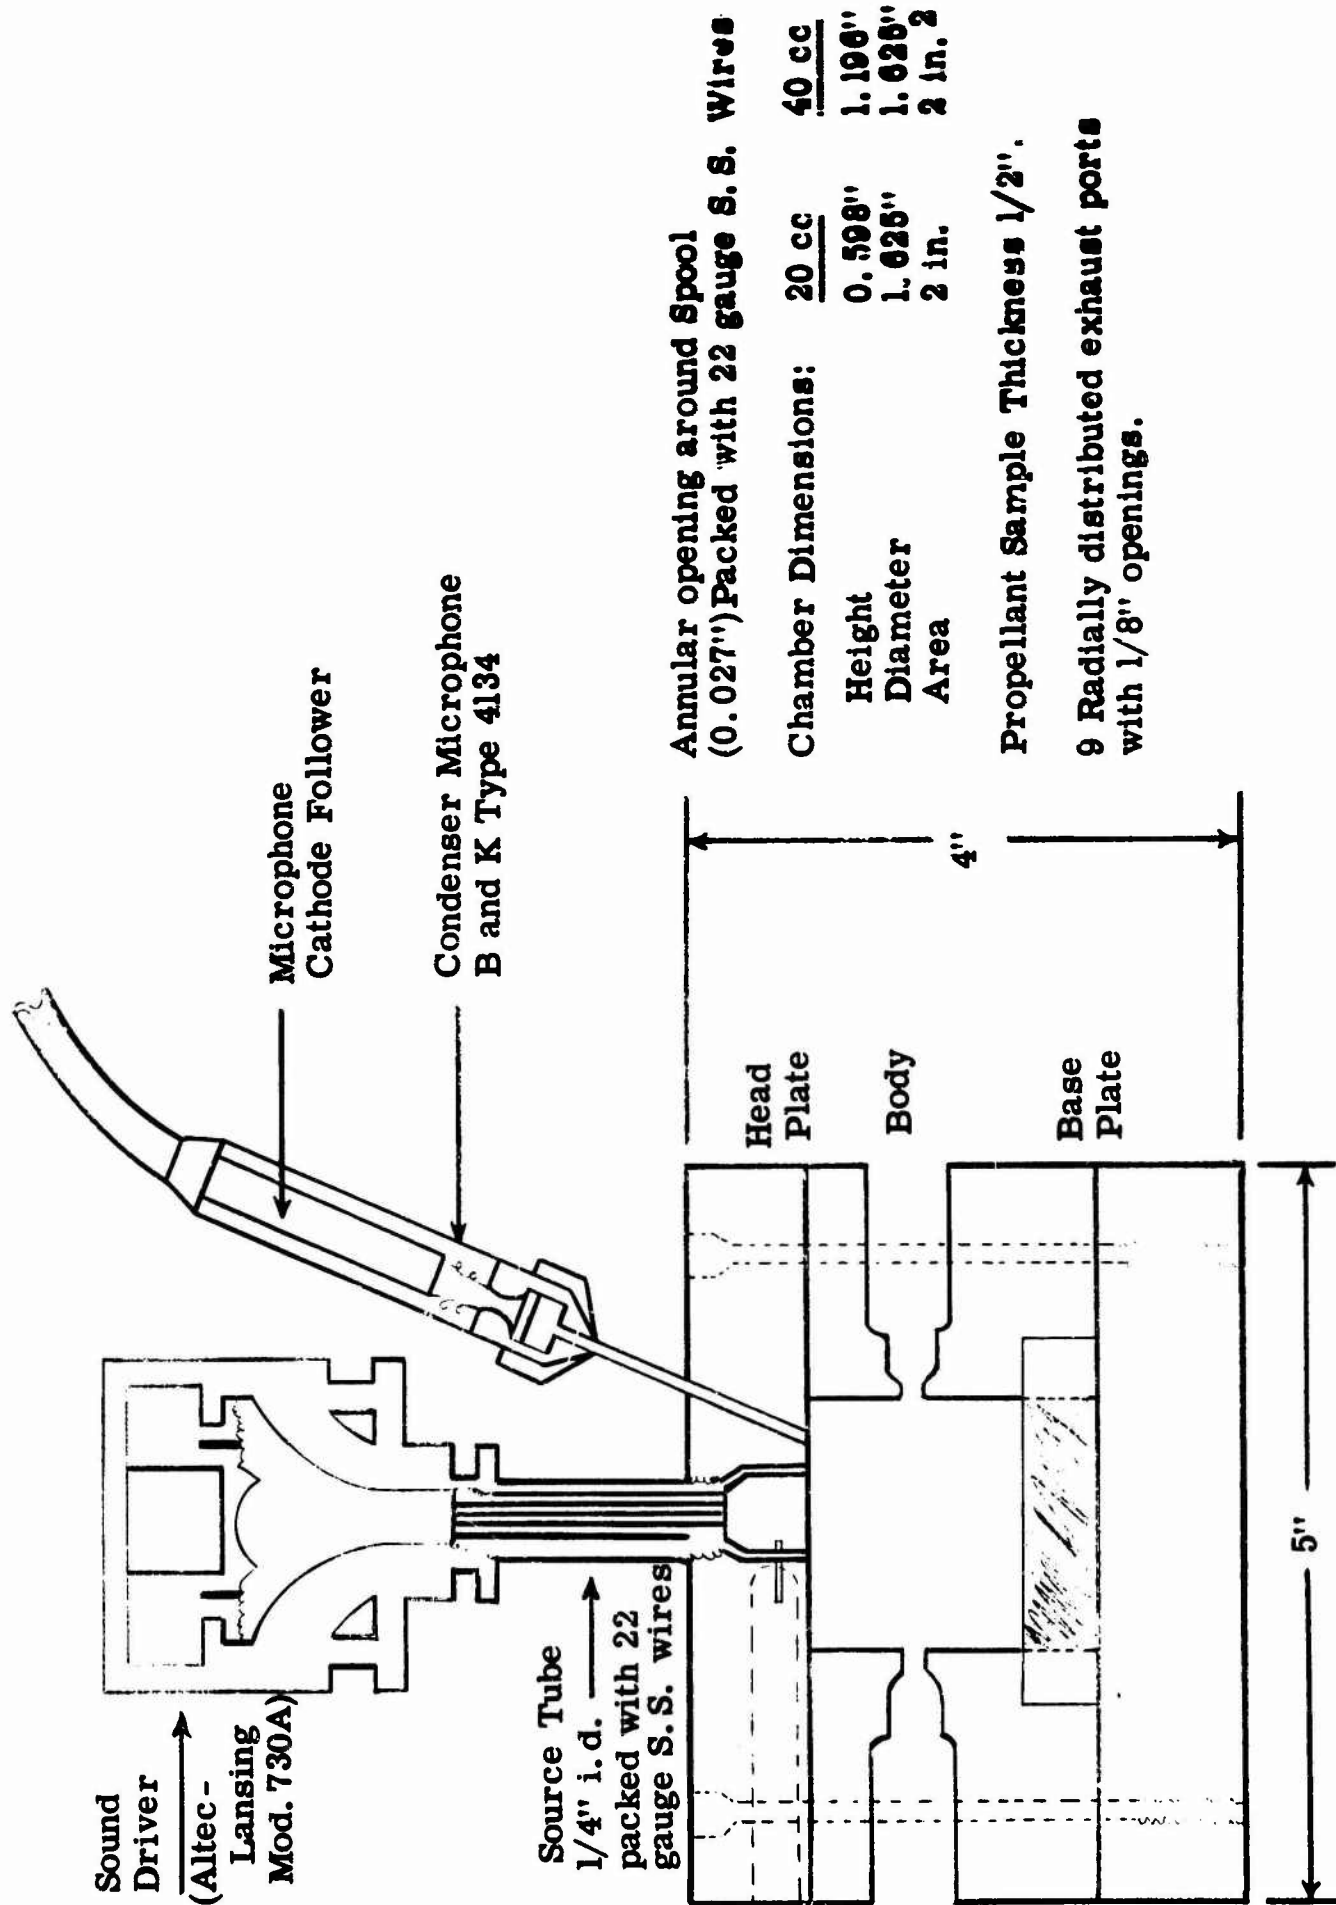 Sound
Driver
(Altec-
Lansing
Mod. 730A)
Microphone
Cathode Follower
Condenser Microphone
B and K Type 4134
Source Tube
1/4" i.d.
packed with 22
gauge S.S. wires
Head
Plate
Body
Base
Plate
4"
5"
Annular opening around Spool
(0.027")Packed with 22 gauge S.S. Wires
Chamber Dimensions: 20 cc 40 cc
Height 0.598" 1.196"
Diameter 1.625" 1.625"
Area 2 in. 2 in. 2
Propellant Sample Thickness 1/2".
9 Radially distributed exhaust ports
with 1/8" openings.